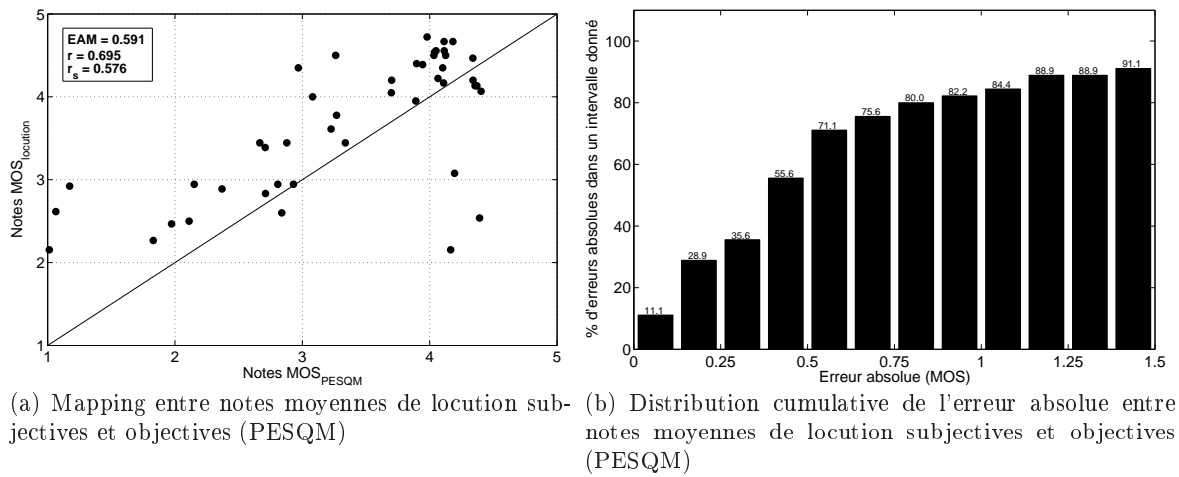 EAM = 0.591
r = 0.695
r_s = 0.576
5
4
3
2
1
1 2 3 4 5
Notes MOS_locution
Notes MOS_PESQM
(a) Mapping entre notes moyennes de locution sub-
jectives et objectives (PESQM)
% d'erreurs absolues dans un intervalle donné
100
80
60
40
20
0
11.1
28.9
35.6
55.6
71.1
75.6
80.0
82.2
84.4
88.9
88.9
91.1
0 0.25 0.5 0.75 1 1.25 1.5
Erreur absolue (MOS)
(b) Distribution cumulative de l'erreur absolue entre
notes moyennes de locution subjectives et objectives
(PESQM)